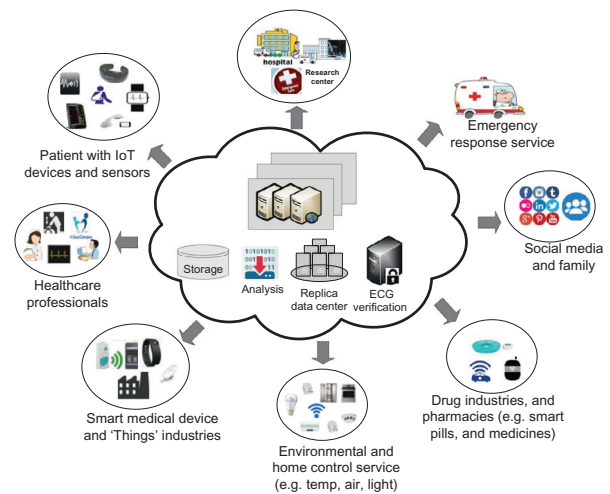 hospital
Research
center
Emergency
response service
Patient with IoT
devices and sensors
Social media
and family
Healthcare
professionals
Storage
Analysis
Replica
data center
ECG
verification
Smart medical device
and ‘Things’ industries
Environmental and
home control service
(e.g. temp, air, light)
Drug industries, and
pharmacies (e.g. smart
pills, and medicines)